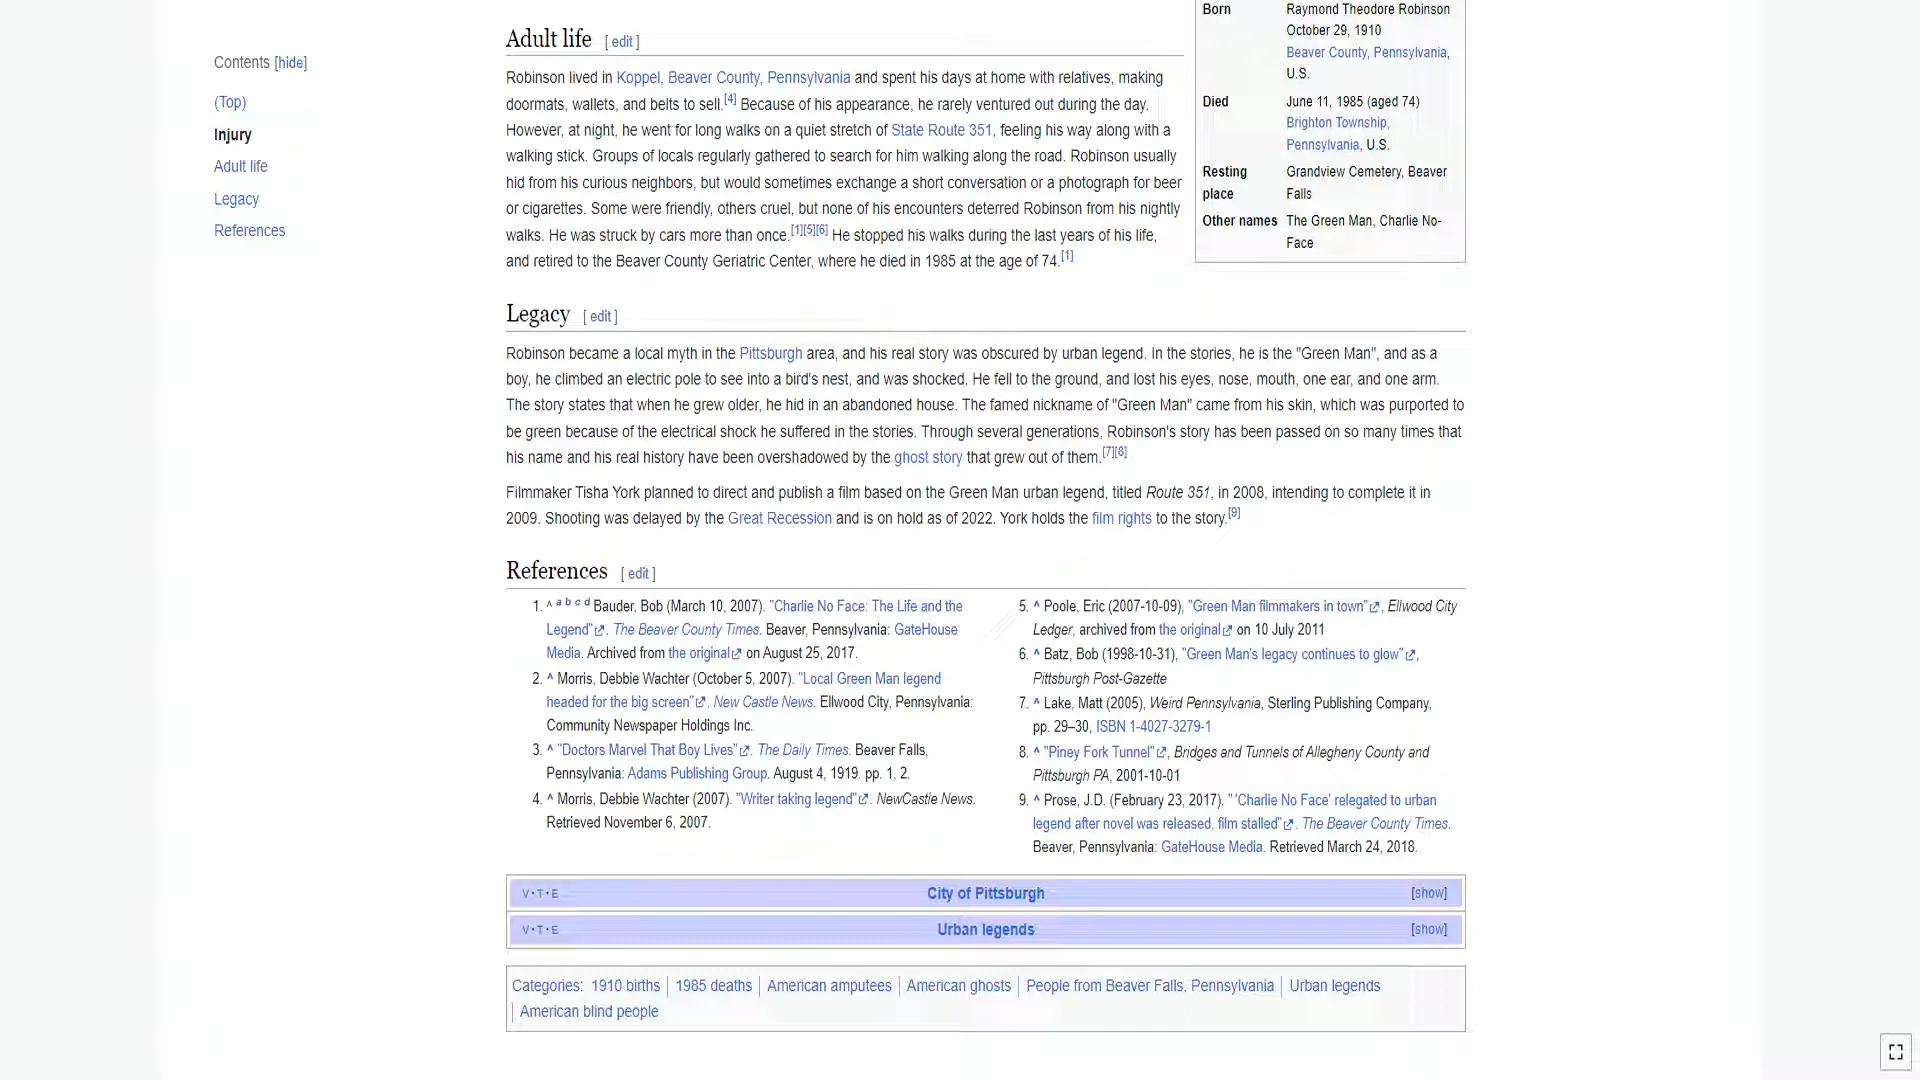 Contents [hide]
(Top)
Injury
Adult life
Legacy
References
Adult life [ edit ]
Robinson lived in Koppel, Beaver County, Pennsylvania and spent his days at home with relatives, making
doormats, wallets, and belts to sell.[4] Because of his appearance, he rarely ventured out during the day.
However, at night, he went for long walks on a quiet stretch of State Route 351, feeling his way along with a
walking stick. Groups of locals regularly gathered to search for him walking along the road. Robinson usually
hid from his curious neighbors, but would sometimes exchange a short conversation or a photograph for beer
or cigarettes. Some were friendly, others cruel, but none of his encounters deterred Robinson from his nightly
walks. He was struck by cars more than once.[1][5][6] He stopped his walks during the last years of his life,
and retired to the Beaver County Geriatric Center, where he died in 1985 at the age of 74.[1]
Born Raymond Theodore Robinson
October 29, 1910
Beaver County, Pennsylvania,
U.S.
Died June 11, 1985 (aged 74)
Brighton Township,
Pennsylvania, U.S.
Resting Grandview Cemetery, Beaver
place Falls
Other names The Green Man, Charlie No-
Face
Legacy [ edit ]
Robinson became a local myth in the Pittsburgh area, and his real story was obscured by urban legend. In the stories, he is the "Green Man", and as a
boy, he climbed an electric pole to see into a bird's nest, and was shocked. He fell to the ground, and lost his eyes, nose, mouth, one ear, and one arm.
The story states that when he grew older, he hid in an abandoned house. The famed nickname of "Green Man" came from his skin, which was purported to
be green because of the electrical shock he suffered in the stories. Through several generations, Robinson's story has been passed on so many times that
his name and his real history have been overshadowed by the ghost story that grew out of them.[7][8]
Filmmaker Tisha York planned to direct and publish a film based on the Green Man urban legend, titled Route 351, in 2008, intending to complete it in
2009. Shooting was delayed by the Great Recession and is on hold as of 2022. York holds the film rights to the story.[9]
References [ edit ]
1. ^ a b c d Bauder, Bob (March 10, 2007). "Charlie No Face: The Life and the
Legend". The Beaver County Times. Beaver, Pennsylvania: GateHouse
Media. Archived from the original on August 25, 2017.
2. ^ Morris, Debbie Wachter (October 5, 2007). "Local Green Man legend
headed for the big screen". New Castle News. Ellwood City, Pennsylvania:
Community Newspaper Holdings Inc.
3. ^ "Doctors Marvel That Boy Lives". The Daily Times. Beaver Falls,
Pennsylvania: Adams Publishing Group. August 4, 1919. pp. 1, 2.
4. ^ Morris, Debbie Wachter (2007). "Writer taking legend". NewCastle News.
Retrieved November 6, 2007.
5. ^ Poole, Eric (2007-10-09), "Green Man filmmakers in town", Ellwood City
Ledger, archived from the original on 10 July 2011
6. ^ Batz, Bob (1998-10-31), "Green Man's legacy continues to glow",
Pittsburgh Post-Gazette
7. ^ Lake, Matt (2005), Weird Pennsylvania, Sterling Publishing Company,
pp. 29–30, ISBN 1-4027-3279-1
8. ^ "Piney Fork Tunnel", Bridges and Tunnels of Allegheny County and
Pittsburgh PA, 2001-10-01
9. ^ Prose, J.D. (February 23, 2017). " 'Charlie No Face' relegated to urban
legend after novel was released, film stalled". The Beaver County Times.
Beaver, Pennsylvania: GateHouse Media. Retrieved March 24, 2018.
V·T·E City of Pittsburgh [show]
V·T·E Urban legends [show]
Categories: 1910 births | 1985 deaths | American amputees | American ghosts | People from Beaver Falls, Pennsylvania | Urban legends
| American blind people